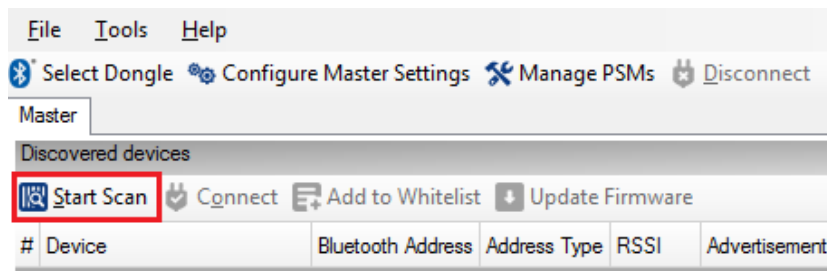 File Tools Help
Select Dongle Configure Master Settings Manage PSMs Disconnect
Master
Discovered devices
Start Scan Connect Add to Whitelist Update Firmware
# Device Bluetooth Address Address Type RSSI Advertisement